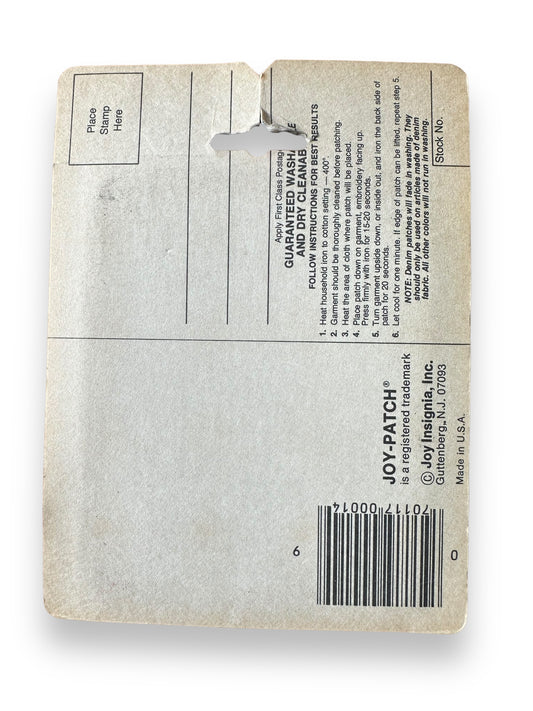 Place
Stamp
Here
Apply First Class Postage
GUARANTEED WASHABLE
AND DRY CLEANABLE
FOLLOW INSTRUCTIONS FOR BEST RESULTS
1. Heat household iron to cotton setting — 400°.
2. Garment should be thoroughly cleaned before patching.
3. Heat the area of cloth where patch will be placed.
4. Place patch down on garment, embroidery facing up.
Press firmly with iron for 15-20 seconds.
5. Turn garment upside down, or inside out, and iron the back side of
patch for 20 seconds.
6. Let cool for one minute. If edge of patch can be lifted, repeat step 5.
NOTE: Denim patches will fade in washing. They
should only be used on articles made of denim
fabric. All other colors will not run in washing.
Stock No.
JOY-PATCH®
is a registered trademark
© Joy Insignia, Inc.
Guttenberg, N.J. 07093
Made in U.S.A.
6
70117 00014
0